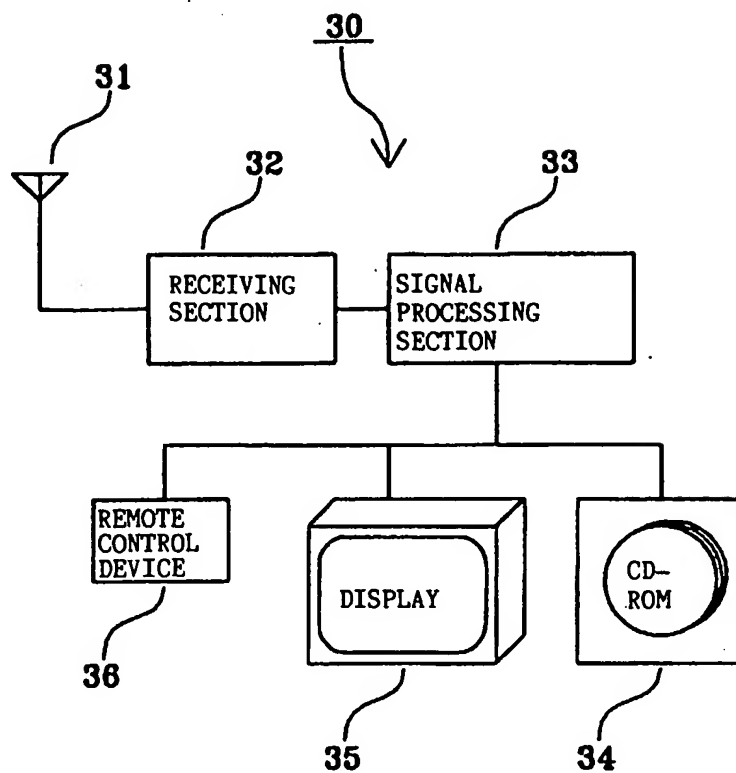 30
31
32
33
RECEIVING
SECTION
SIGNAL
PROCESSING
SECTION
REMOTE
CONTROL
DEVICE
DISPLAY
CD-
ROM
36
35
34